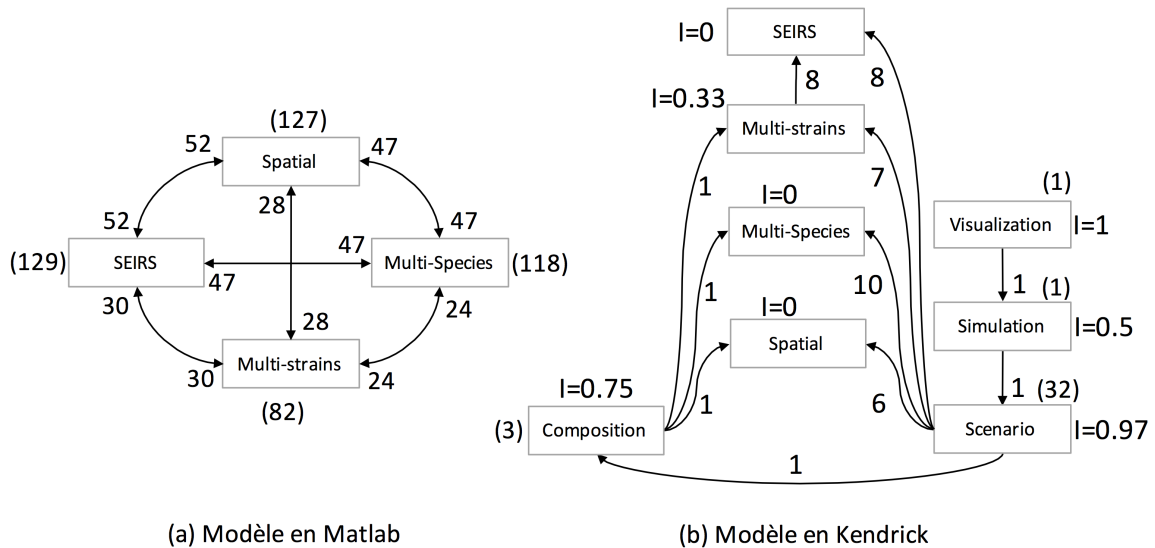 (127)
52
Spatial
47
28
52
47
47
(129)
SEIRS
Multi-Species
(118)
47
30
28
24
Multi-strains
30
24
(82)
(a) Modèle en Matlab
I=0
SEIRS
8
8
I=0.33
Multi-strains
1
7
I=0
(1)
Multi-Species
Visualization
I=1
1
10
1
(1)
I=0
Spatial
Simulation
I=0.5
I=0.75
1
6
1
(32)
(3)
Composition
Scenario
I=0.97
1
(b) Modèle en Kendrick